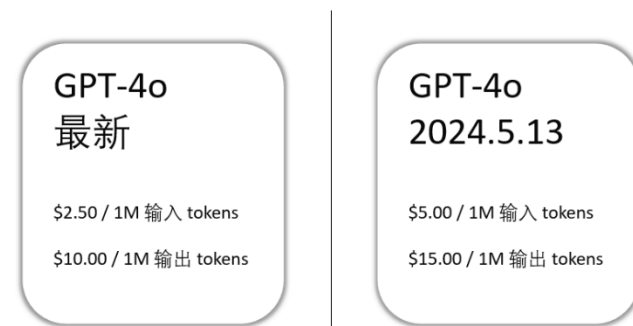 GPT-4o
最新
$2.50 / 1M 输入 tokens
$10.00 / 1M 输出 tokens
GPT-4o
2024.5.13
$5.00 / 1M 输入 tokens
$15.00 / 1M 输出 tokens